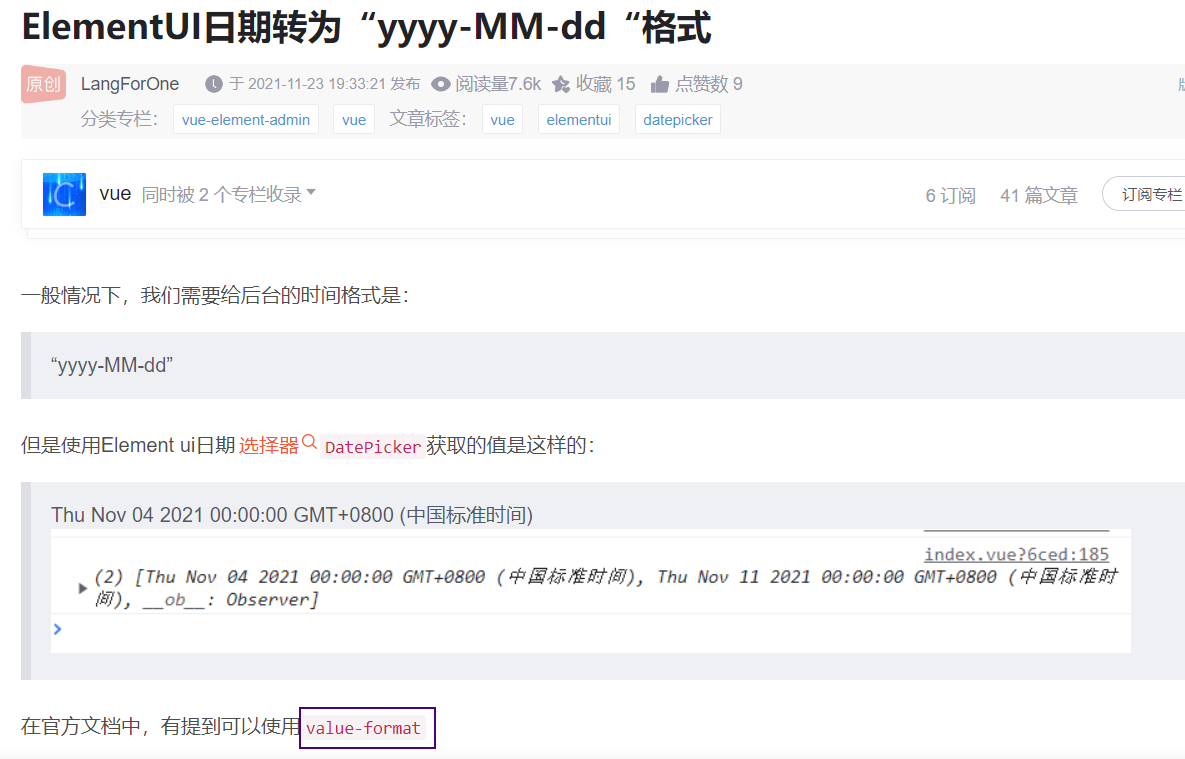 ElementUI日期转为“yyyy-MM-dd“格式
原创 LangForOne 于 2021-11-23 19:33:21 发布 阅读量7.6k 收藏 15 点赞数 9
分类专栏： vue-element-admin vue 文章标签： vue elementui datepicker
vue 同时被 2 个专栏收录 6 订阅 41 篇文章 订阅专栏
一般情况下，我们需要给后台的时间格式是：
“yyyy-MM-dd”
但是使用Element ui日期选择器 DatePicker 获取的值是这样的：
Thu Nov 04 2021 00:00:00 GMT+0800 (中国标准时间)
index.vue?6ced:185
(2) [Thu Nov 04 2021 00:00:00 GMT+0800 (中国标准时间), Thu Nov 11 2021 00:00:00 GMT+0800 (中国标准时
间), __ob__: Observer]
在官方文档中，有提到可以使用 value-format